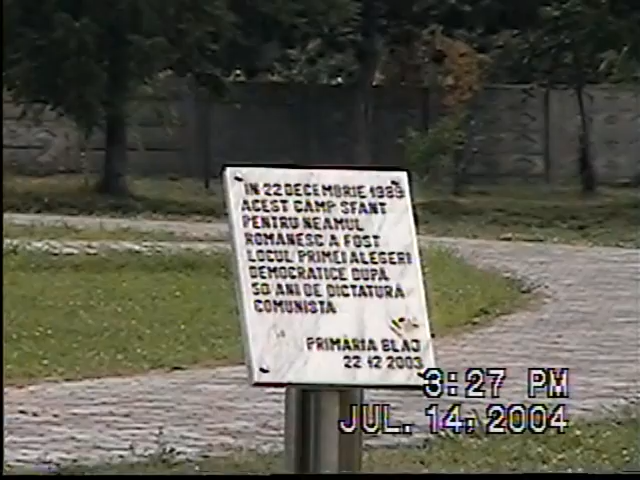 IN 22 DECEMBRIE 1989
ACEST CAMP SFANT
PENTRU NEAMUL
ROMANESC A FOST
LOCUL PRIMEI ALEGERI
DEMOCRATICE DUPA
50 ANI DE DICTATURA
COMUNISTA
PRIMĂRIA BLAJ
22 12 2003
3:27 PM
JUL. 14, 2004